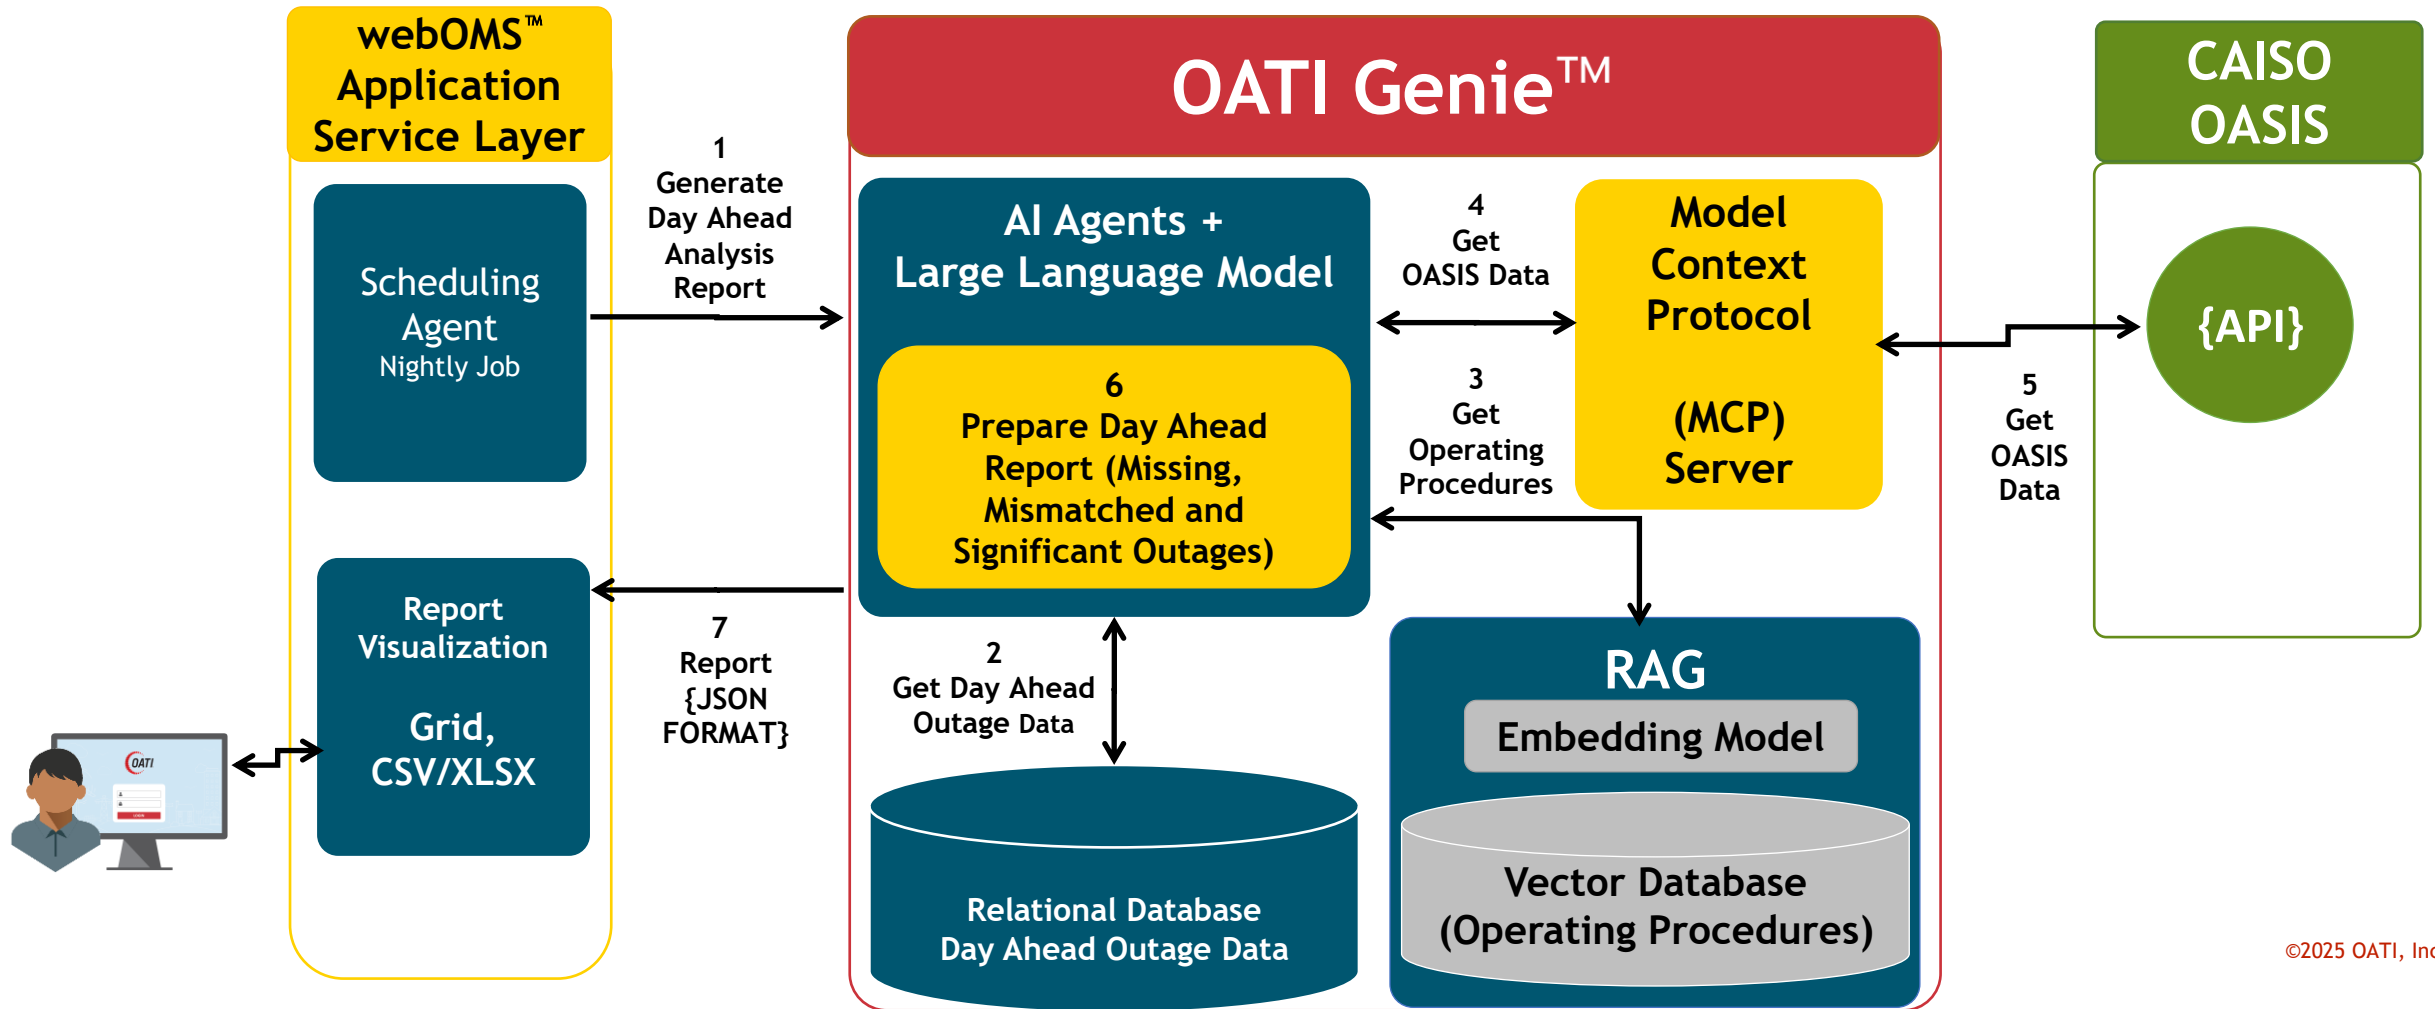 webOMS™
Application
Service Layer
Scheduling
Agent
Nightly Job
Report
Visualization
Grid,
CSV/XLSX
OATI
1
Generate
Day Ahead
Analysis
Report
7
Report
{JSON
FORMAT}
OATI Genie™
AI Agents +
Large Language Model
6
Prepare Day Ahead
Report (Missing,
Mismatched and
Significant Outages)
2
Get Day Ahead
Outage Data
Relational Database
Day Ahead Outage Data
4
Get
OASIS Data
3
Get
Operating
Procedures
Model
Context
Protocol
(MCP)
Server
RAG
Embedding Model
Vector Database
(Operating Procedures)
5
Get
OASIS
Data
CAISO
OASIS
{API}
©2025 OATI, Inc